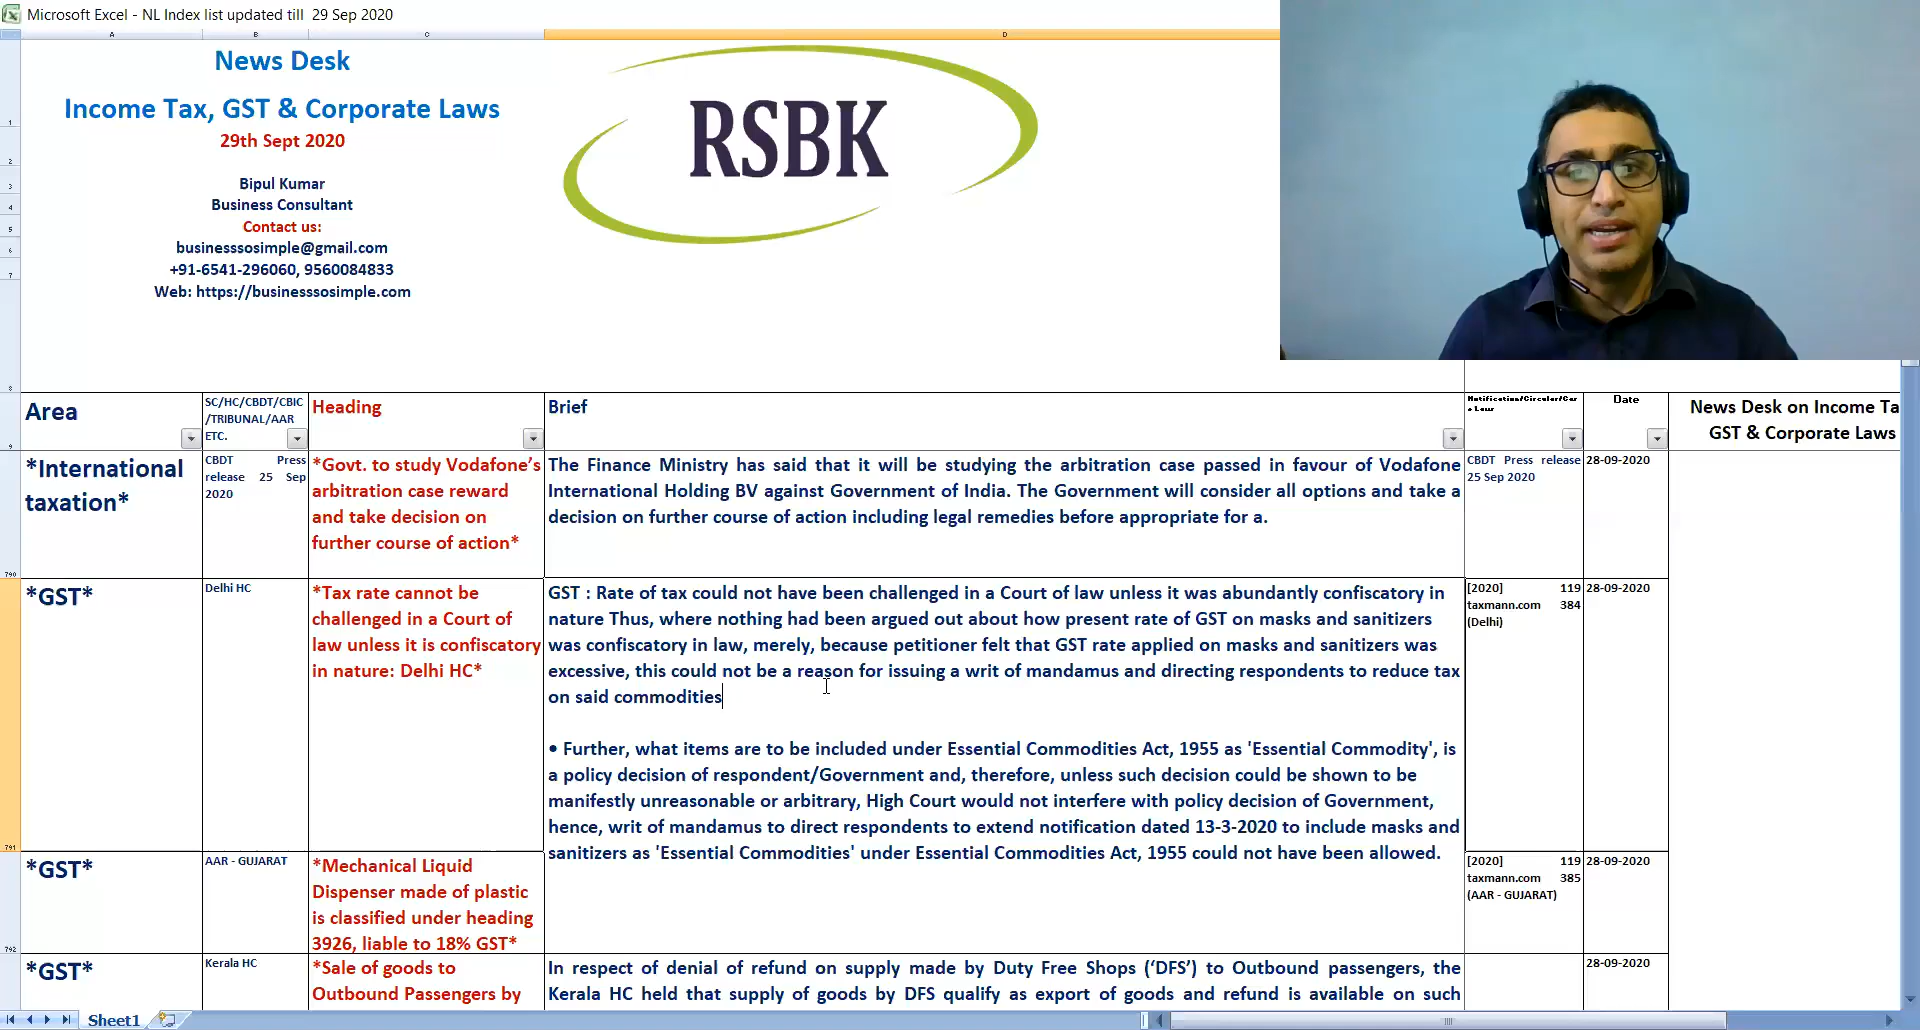 Microsoft Excel - NL Index list updated till  29 Sep 2020
A
B
C
D
News Desk
Income Tax, GST & Corporate Laws
29th Sept 2020
Bipul Kumar
Business Consultant
Contact us:
businesssosimple@gmail.com
+91-6541-296060, 9560084833
Web: https://businesssosimple.com
RSBK
1
2
3
4
5
6
7
8
9
Area
SC/HC/CBDT/CBIC
/TRIBUNAL/AAR
ETC.
Heading
Brief
Date
News Desk on Income Ta
GST & Corporate Laws
*International
taxation*
CBDT Press
release 25 Sep
2020
*Govt. to study Vodafone's
arbitration case reward
and take decision on
further course of action*
The Finance Ministry has said that it will be studying the arbitration case passed in favour of Vodafone
International Holding BV against Government of India. The Government will consider all options and take a
decision on further course of action including legal remedies before appropriate for a.
CBDT Press release
25 Sep 2020
28-09-2020
790
*GST*
Delhi HC
*Tax rate cannot be
challenged in a Court of
law unless it is confiscatory
in nature: Delhi HC*
GST : Rate of tax could not have been challenged in a Court of law unless it was abundantly confiscatory in
nature Thus, where nothing had been argued out about how present rate of GST on masks and sanitizers
was confiscatory in law, merely, because petitioner felt that GST rate applied on masks and sanitizers was
excessive, this could not be a reason for issuing a writ of mandamus and directing respondents to reduce tax
on said commodities
• Further, what items are to be included under Essential Commodities Act, 1955 as 'Essential Commodity', is
a policy decision of respondent/Government and, therefore, unless such decision could be shown to be
manifestly unreasonable or arbitrary, High Court would not interfere with policy decision of Government,
hence, writ of mandamus to direct respondents to extend notification dated 13-3-2020 to include masks and
sanitizers as 'Essential Commodities' under Essential Commodities Act, 1955 could not have been allowed.
[2020] 119
taxmann.com 384
(Delhi)
28-09-2020
791
*GST*
AAR - GUJARAT
*Mechanical Liquid
Dispenser made of plastic
is classified under heading
3926, liable to 18% GST*
[2020] 119
taxmann.com 385
(AAR - GUJARAT)
28-09-2020
792
*GST*
Kerala HC
*Sale of goods to
Outbound Passengers by
In respect of denial of refund on supply made by Duty Free Shops ('DFS') to Outbound passengers, the
Kerala HC held that supply of goods by DFS qualify as export of goods and refund is available on such
28-09-2020
Sheet1